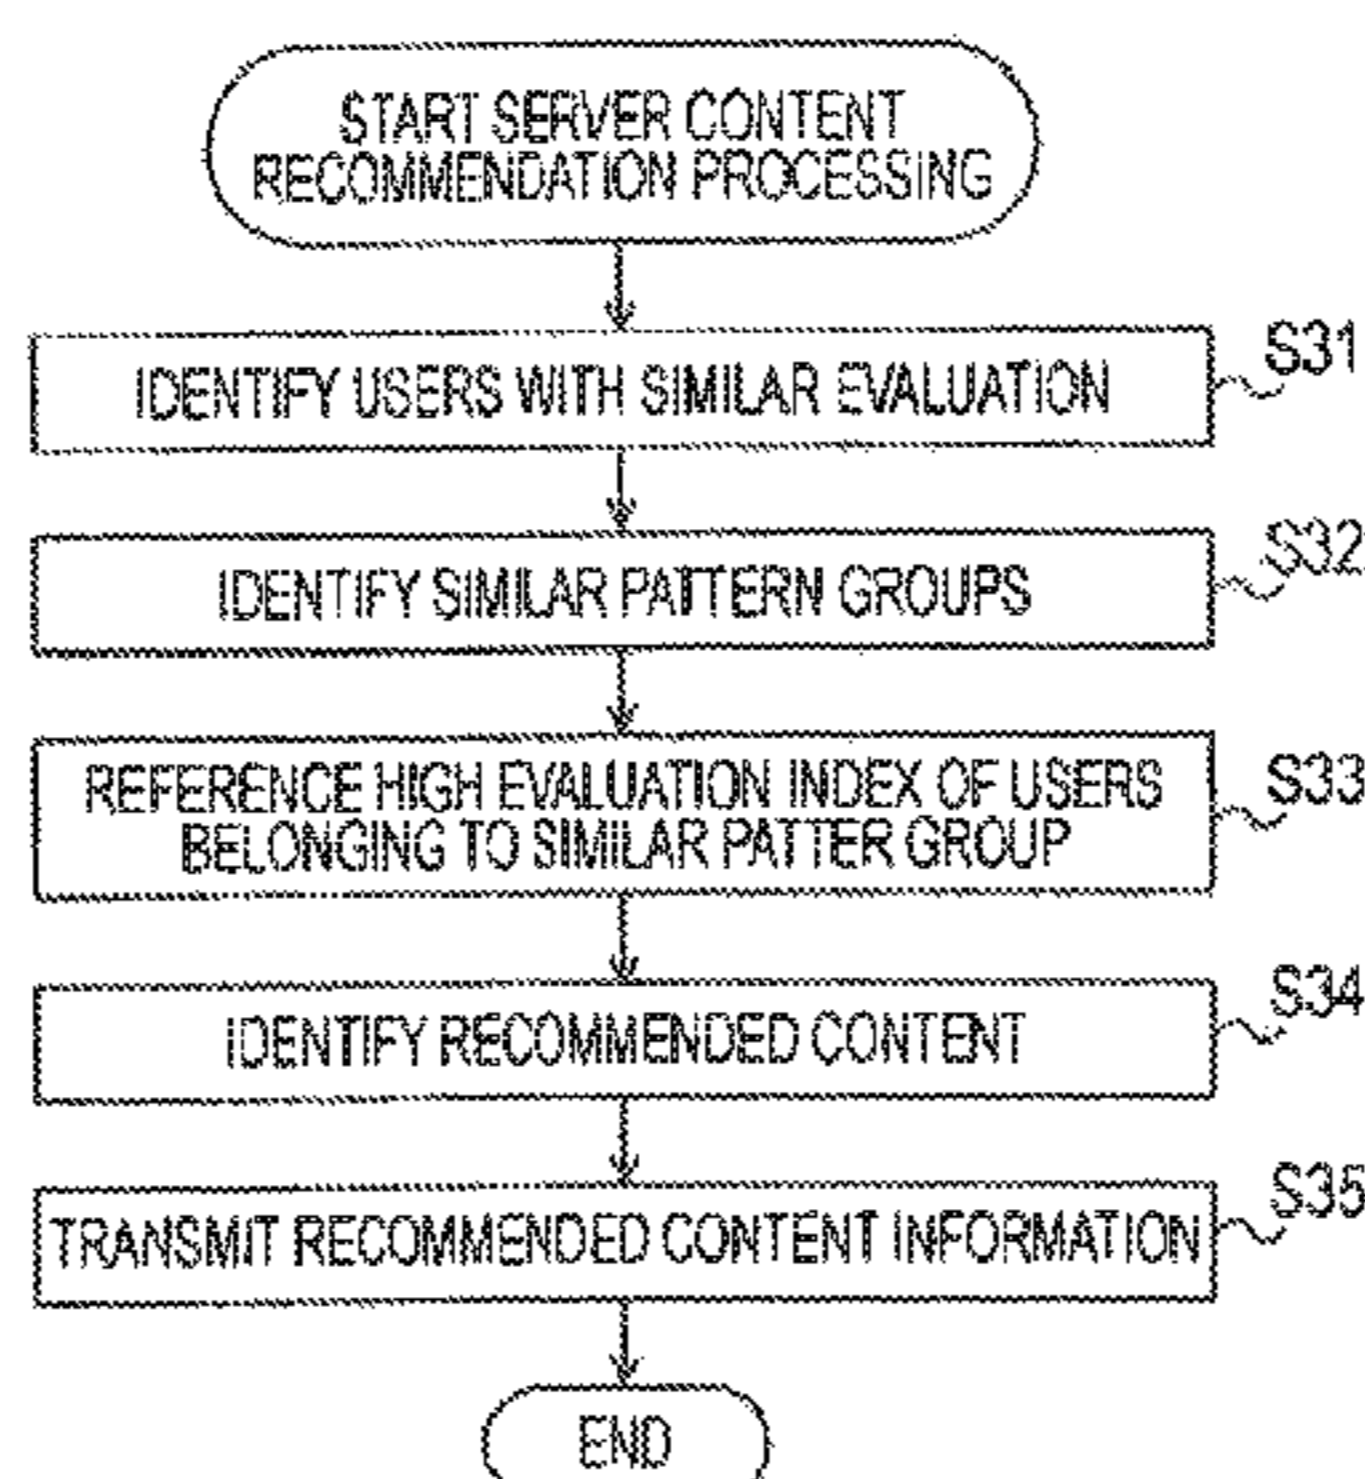 START SERVER CONTENT
RECOMMENDATION PROCESSING
IDENTIFY USERS WITH SIMILAR EVALUATION
S31
IDENTIFY SIMILAR PATTERN GROUPS
S32
REFERENCE HIGH EVALUATION INDEX OF USERS
BELONGING TO SIMILAR PATTER GROUP
S33
IDENTIFY RECOMMENDED CONTENT
S34
TRANSMIT RECOMMENDED CONTENT INFORMATION
S35
END